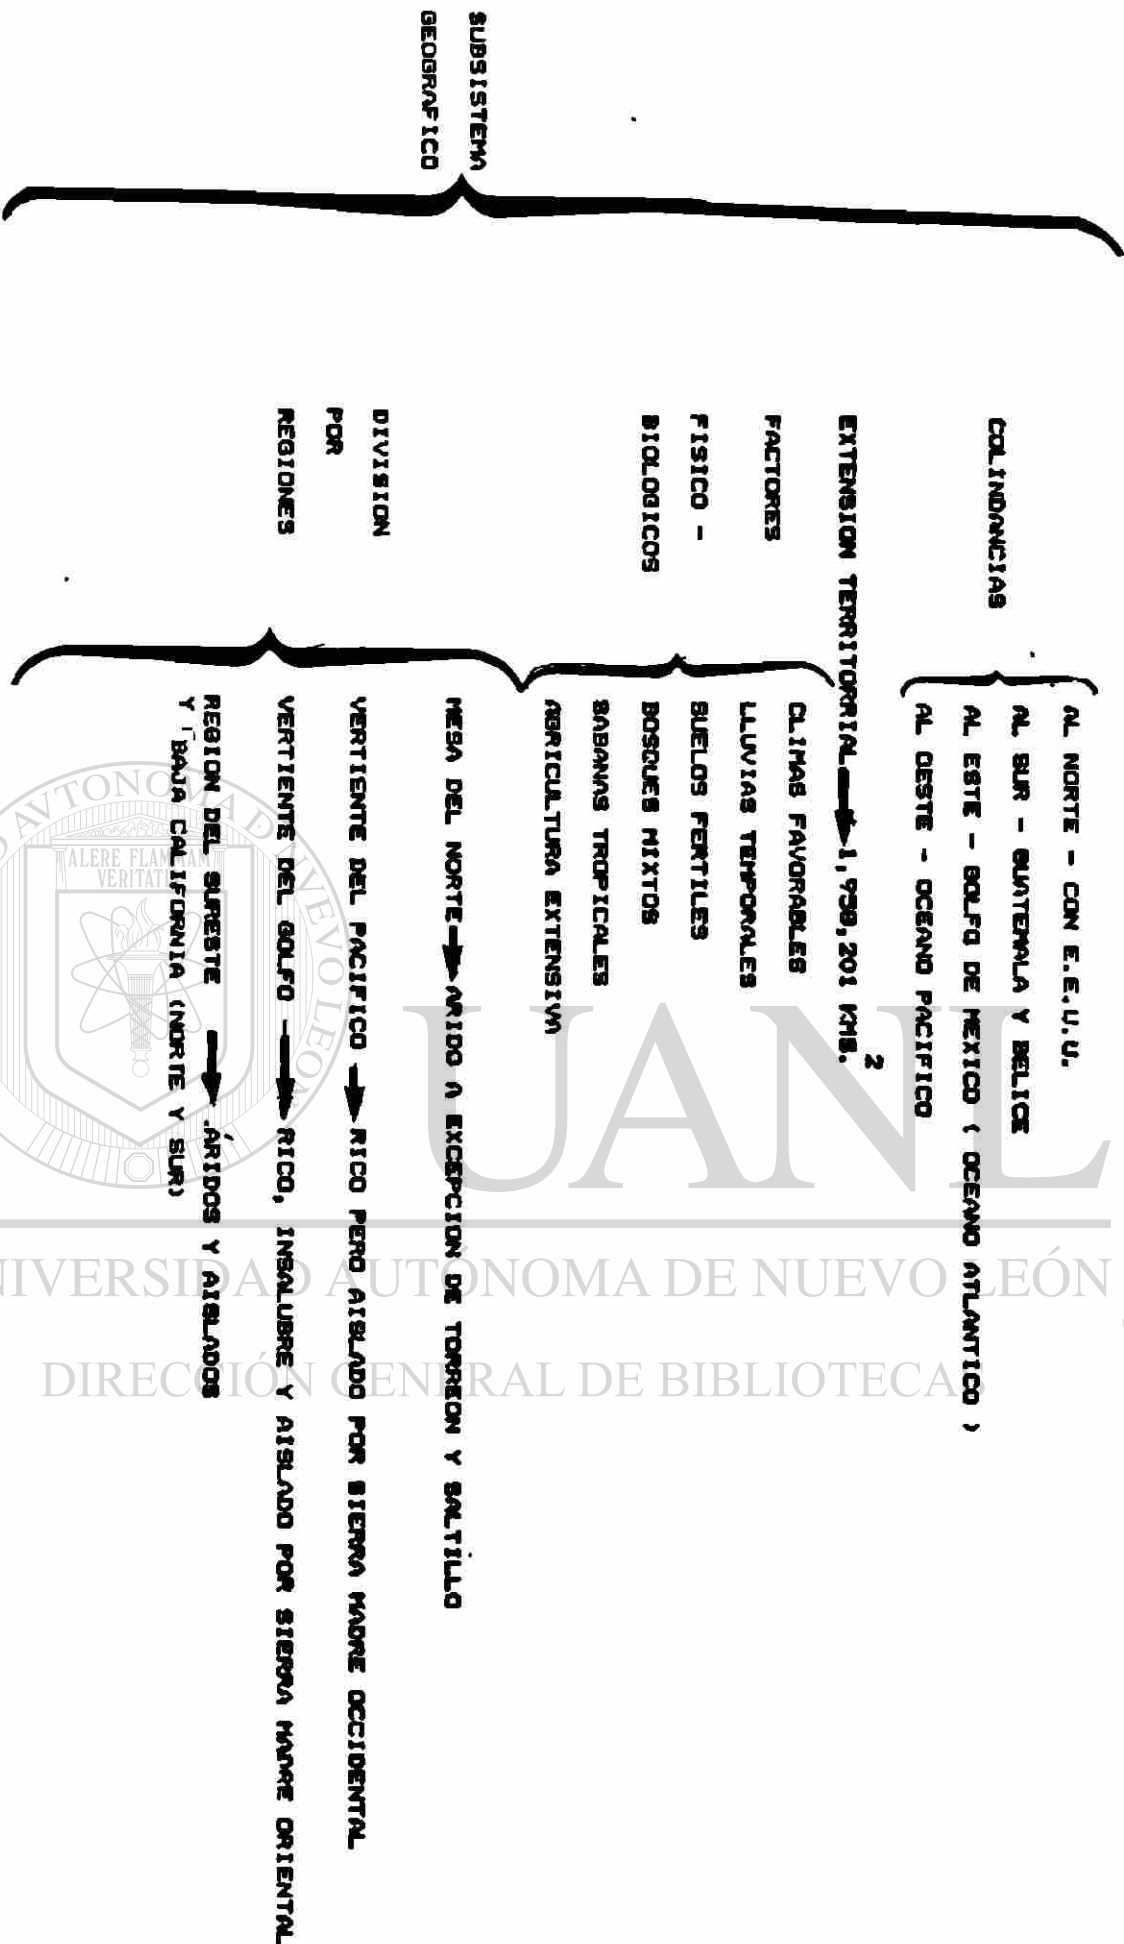 SUBSISTEMA
GEOGRAFICO
COLINDANCIAS
AL NORTE - CON E.E.U.U.
AL SUR - GUATEMALA Y BELICE
AL ESTE - GOLFO DE MEXICO ( OCEANO ATLANTICO )
AL OESTE - OCEANO PACIFICO
EXTENSION TERRITORRIAL 1,958,201 KMS. 2
FACTORES
FISICO -
BIOLOGICOS
CLIMAS FAVORABLES
LLUVIAS TEMPORALES
SUELOS FERTILES
BOSQUES MIXTOS
SABANAS TROPICALES
AGRICULTURA EXTENSIVA
DIVISION
POR
REGIONES
MESA DEL NORTE ARIDO A EXCEPCION DE TORREON Y SALTILLO
VERTIENTE DEL PACIFICO RICO PERO AISLADO POR SIERRA MADRE OCCIDENTAL
VERTIENTE DEL GOLFO RICO, INSALUBRE Y AISLADO POR SIERRA MADRE ORIENTAL
REGION DEL SURESTE ÁRIDOS Y AISLADOS
Y BAJA CALIFORNIA (NORTE Y SUR)
ALERE FLAMMAM
VERITATI
UANL
UNIVERSIDAD AUTÓNOMA DE NUEVO LEÓN
DIRECCIÓN GENERAL DE BIBLIOTECAS